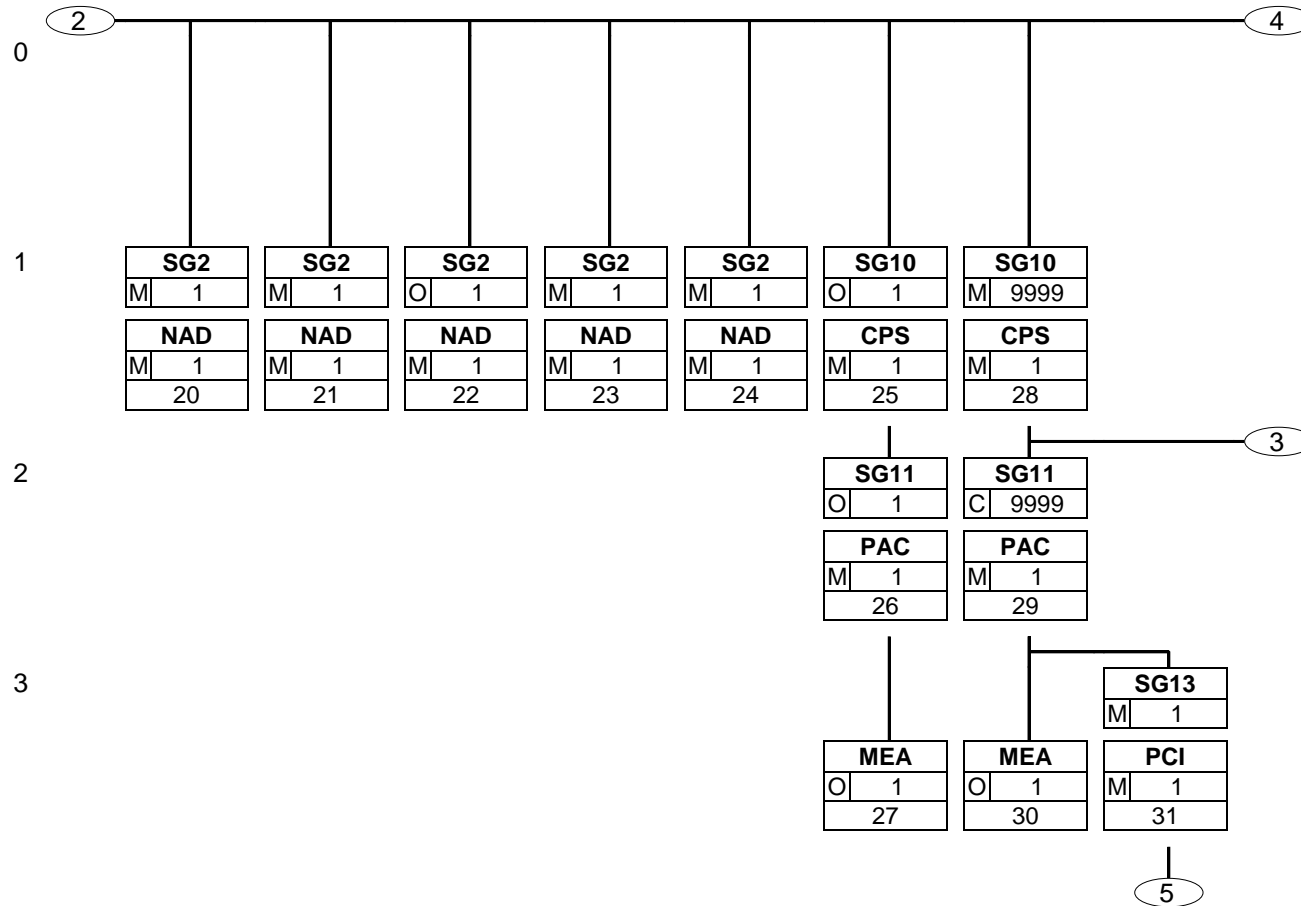 2 4
0
1
SG2 SG2 SG2 SG2 SG2 SG10 SG10
M 1 M 1 O 1 M 1 M 1 O 1 M 9999
NAD NAD NAD NAD NAD CPS CPS
M 1 M 1 M 1 M 1 M 1 M 1 M 1
20 21 22 23 24 25 28
3
2
SG11 SG11
O 1 C 9999
PAC PAC
M 1 M 1
26 29
3
SG13
M 1
MEA MEA PCI
O 1 O 1 M 1
27 30 31
5